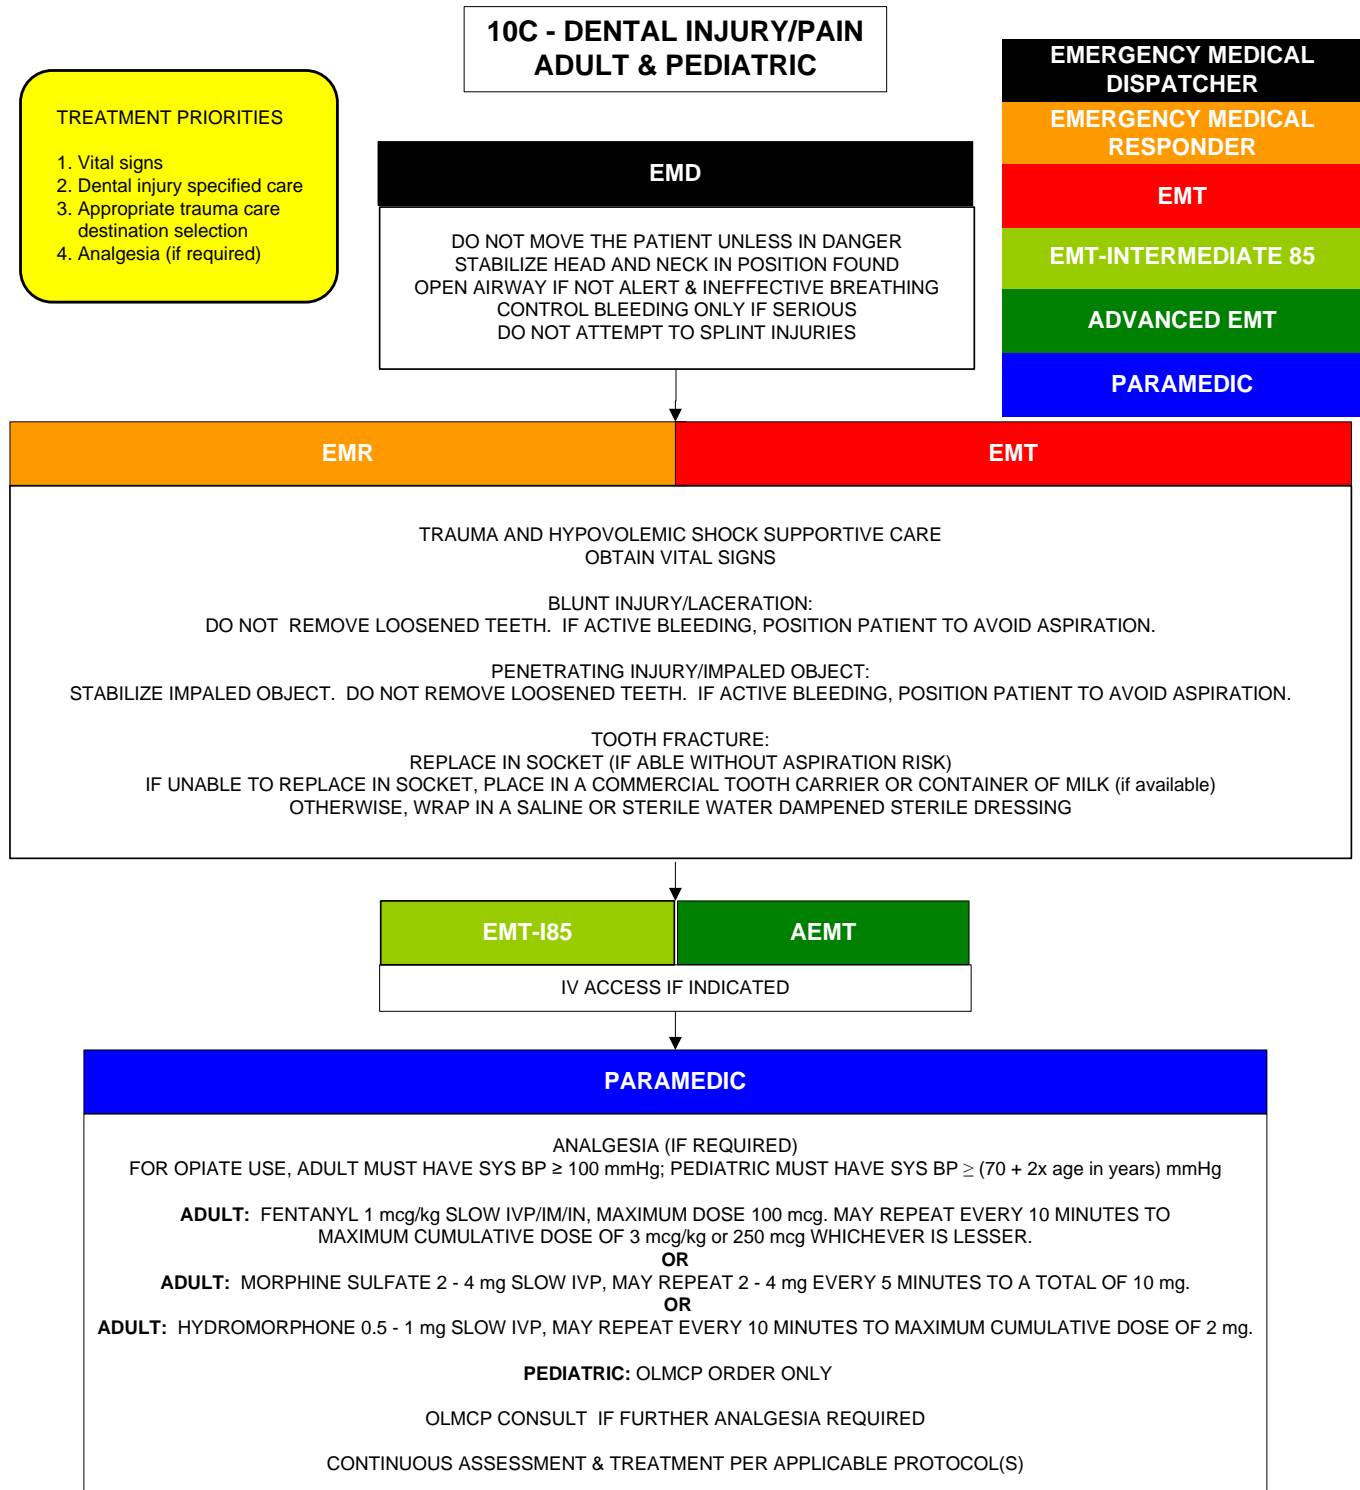 10C - DENTAL INJURY/PAIN
ADULT & PEDIATRIC
TREATMENT PRIORITIES
1. Vital signs
2. Dental injury specified care
3. Appropriate trauma care
destination selection
4. Analgesia (if required)
EMERGENCY MEDICAL
DISPATCHER
EMERGENCY MEDICAL
RESPONDER
EMT
EMT-INTERMEDIATE 85
ADVANCED EMT
PARAMEDIC
EMD
DO NOT MOVE THE PATIENT UNLESS IN DANGER
STABILIZE HEAD AND NECK IN POSITION FOUND
OPEN AIRWAY IF NOT ALERT & INEFFECTIVE BREATHING
CONTROL BLEEDING ONLY IF SERIOUS
DO NOT ATTEMPT TO SPLINT INJURIES
EMR
EMT
TRAUMA AND HYPOVOLEMIC SHOCK SUPPORTIVE CARE
OBTAIN VITAL SIGNS
BLUNT INJURY/LACERATION:
DO NOT  REMOVE LOOSENED TEETH.  IF ACTIVE BLEEDING, POSITION PATIENT TO AVOID ASPIRATION.
PENETRATING INJURY/IMPALED OBJECT:
STABILIZE IMPALED OBJECT.  DO NOT REMOVE LOOSENED TEETH.  IF ACTIVE BLEEDING, POSITION PATIENT TO AVOID ASPIRATION.
TOOTH FRACTURE:
REPLACE IN SOCKET (IF ABLE WITHOUT ASPIRATION RISK)
IF UNABLE TO REPLACE IN SOCKET, PLACE IN A COMMERCIAL TOOTH CARRIER OR CONTAINER OF MILK (if available)
OTHERWISE, WRAP IN A SALINE OR STERILE WATER DAMPENED STERILE DRESSING
EMT-I85
AEMT
IV ACCESS IF INDICATED
PARAMEDIC
ANALGESIA (IF REQUIRED)
FOR OPIATE USE, ADULT MUST HAVE SYS BP ≥ 100 mmHg; PEDIATRIC MUST HAVE SYS BP ≥ (70 + 2x age in years) mmHg
ADULT:  FENTANYL 1 mcg/kg SLOW IVP/IM/IN, MAXIMUM DOSE 100 mcg. MAY REPEAT EVERY 10 MINUTES TO
MAXIMUM CUMULATIVE DOSE OF 3 mcg/kg or 250 mcg WHICHEVER IS LESSER.
OR
ADULT:  MORPHINE SULFATE 2 - 4 mg SLOW IVP, MAY REPEAT 2 - 4 mg EVERY 5 MINUTES TO A TOTAL OF 10 mg.
OR
ADULT:  HYDROMORPHONE 0.5 - 1 mg SLOW IVP, MAY REPEAT EVERY 10 MINUTES TO MAXIMUM CUMULATIVE DOSE OF 2 mg.
PEDIATRIC: OLMCP ORDER ONLY
OLMCP CONSULT  IF FURTHER ANALGESIA REQUIRED
CONTINUOUS ASSESSMENT & TREATMENT PER APPLICABLE PROTOCOL(S)